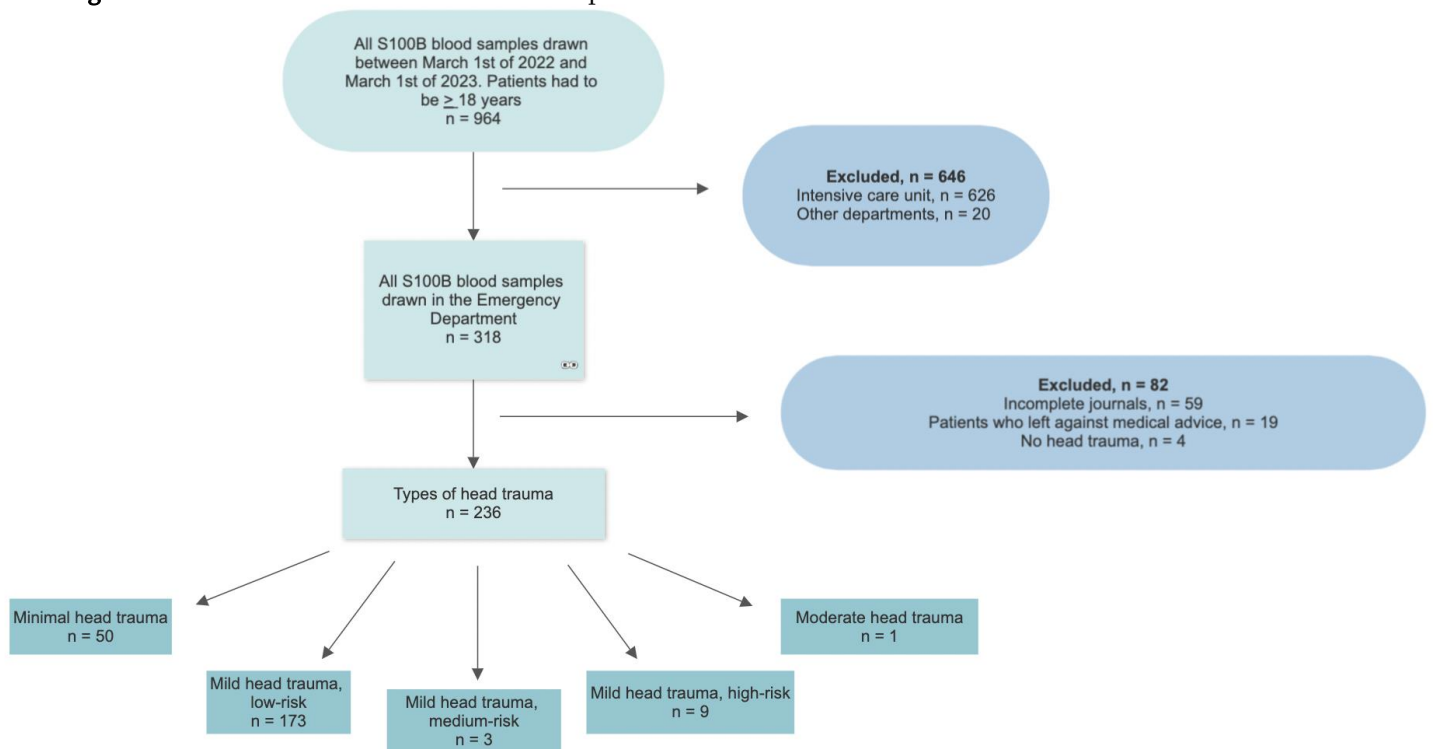 All S100B blood samples drawn
between March 1st of 2022 and
March 1st of 2023. Patients had to
be ≥ 18 years
n = 964
Excluded, n = 646
Intensive care unit, n = 626
Other departments, n = 20
All S100B blood samples
drawn in the Emergency
Department
n = 318
Excluded, n = 82
Incomplete journals, n = 59
Patients who left against medical advice, n = 19
No head trauma, n = 4
Types of head trauma
n = 236
Minimal head trauma
n = 50
Mild head trauma,
low-risk
n = 173
Mild head trauma,
medium-risk
n = 3
Mild head trauma, high-risk
n = 9
Moderate head trauma
n = 1